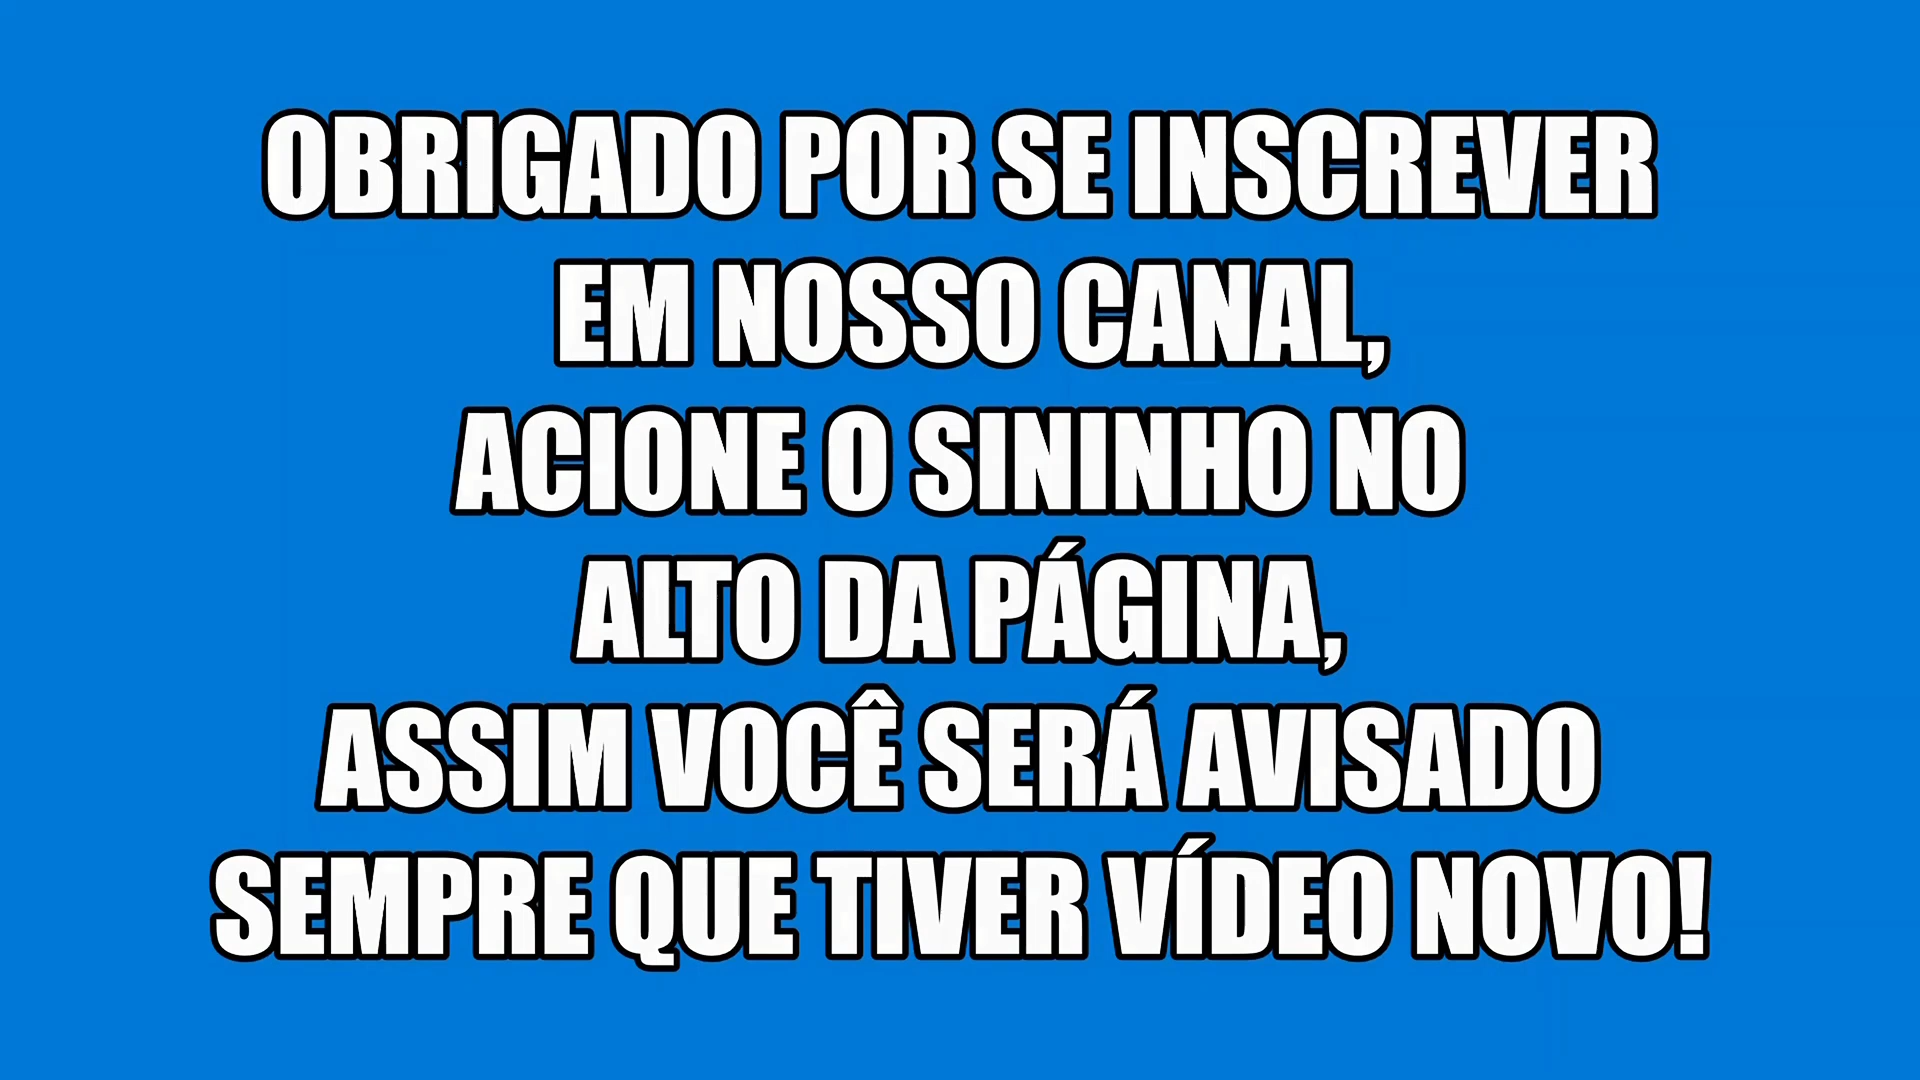 OBRIGADO POR SE INSCREVER
EM NOSSO CANAL,
ACIONE O SININHO NO
ALTO DA PÁGINA,
ASSIM VOCÊ SERÁ AVISADO
SEMPRE QUE TIVER VÍDEO NOVO!